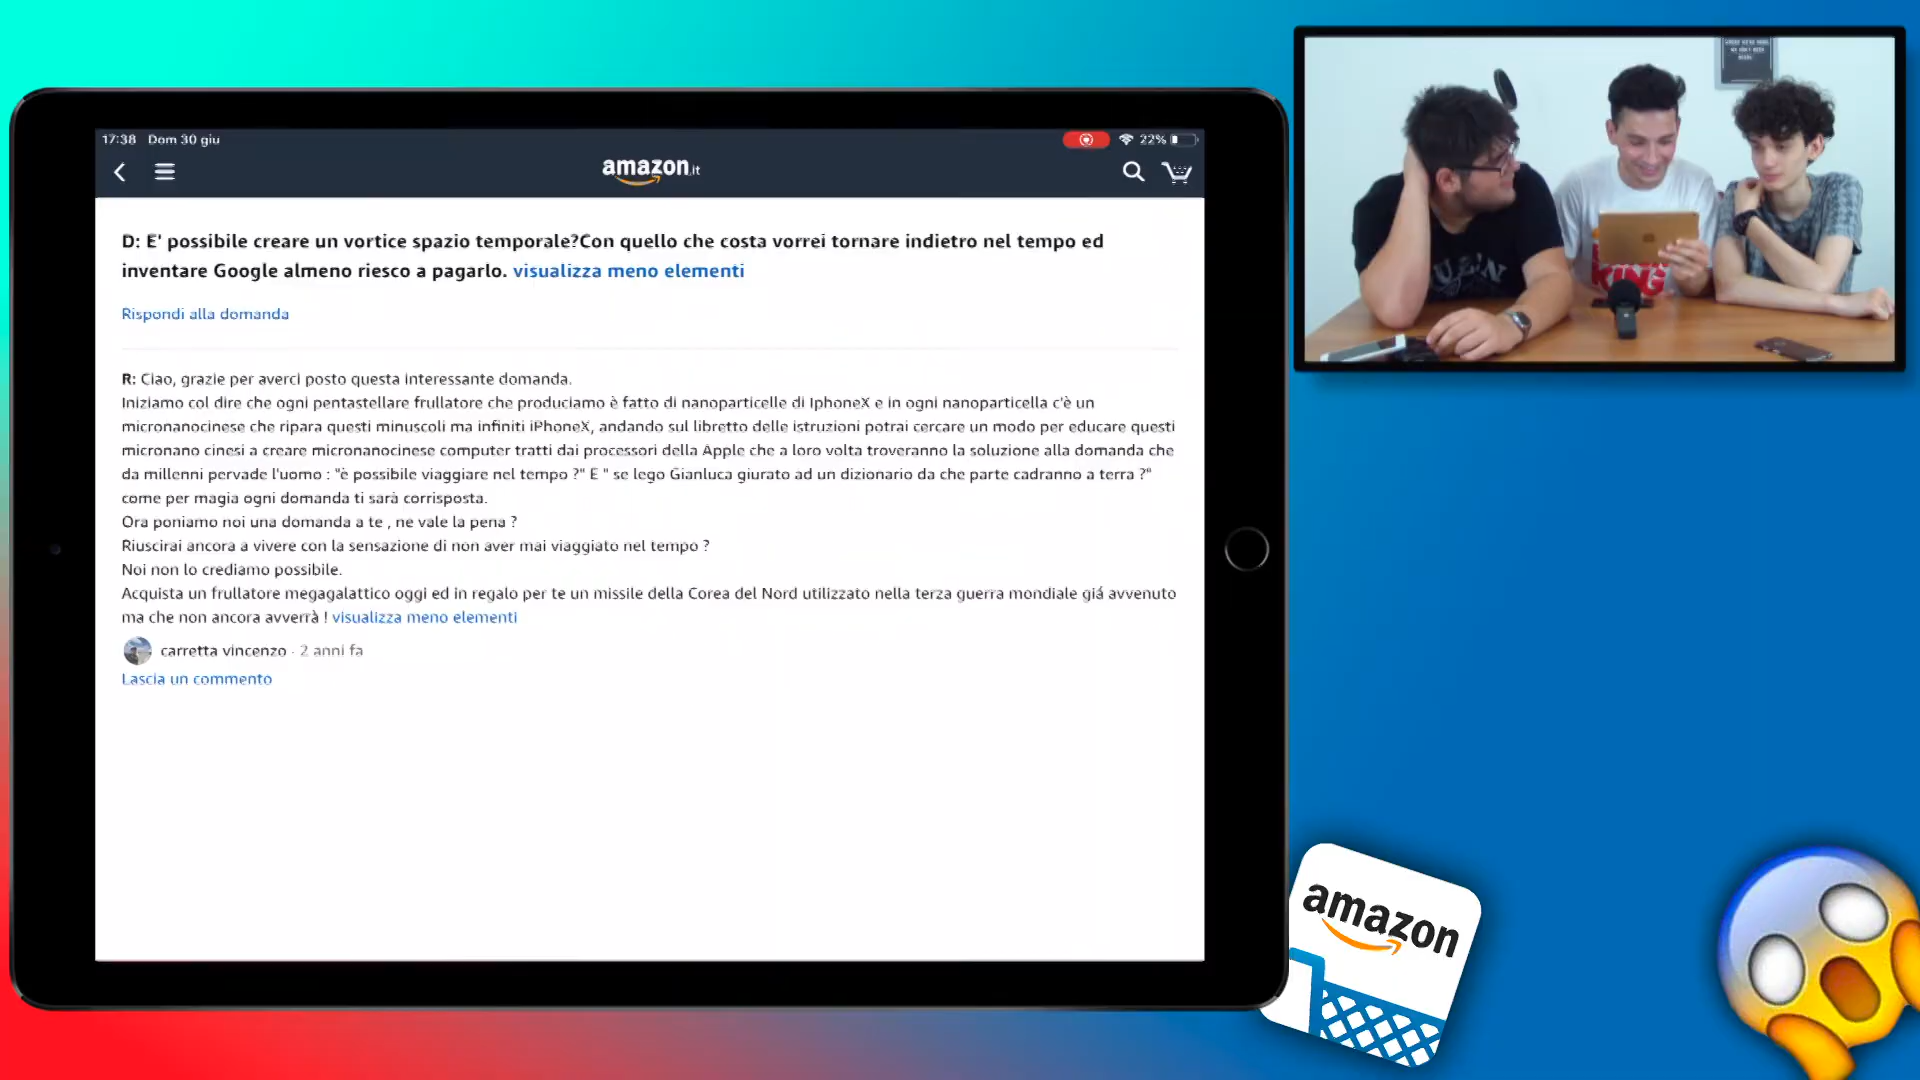 17:38 Dom 30 giu
22%
amazon.it
D: E' possibile creare un vortice spazio temporale?Con quello che costa vorrei tornare indietro nel tempo ed
inventare Google almeno riesco a pagarlo. visualizza meno elementi
Rispondi alla domanda
R: Ciao, grazie per averci posto questa interessante domanda.
Iniziamo col dire che ogni pentastellare frullatore che produciamo è fatto di nanoparticelle di IphoneX e in ogni nanoparticella c'è un
micronanocinese che ripara questi minuscoli ma infiniti iPhoneX, andando sul libretto delle istruzioni potrai cercare un modo per educare questi
micronano cinesi a creare micronanocinese computer tratti dai processori della Apple che a loro volta troveranno la soluzione alla domanda che
da millenni pervade l'uomo : "è possibile viaggiare nel tempo ?" E " se lego Gianluca giurato ad un dizionario da che parte cadranno a terra ?"
come per magia ogni domanda ti sarà corrisposta.
Ora poniamo noi una domanda a te , ne vale la pena ?
Riuscirai ancora a vivere con la sensazione di non aver mai viaggiato nel tempo ?
Noi non lo crediamo possibile.
Acquista un frullatore megagalattico oggi ed in regalo per te un missile della Corea del Nord utilizzato nella terza guerra mondiale giá avvenuto
ma che non ancora avverrà ! visualizza meno elementi
carretta vincenzo · 2 anni fa
Lascia un commento
KING
amazon